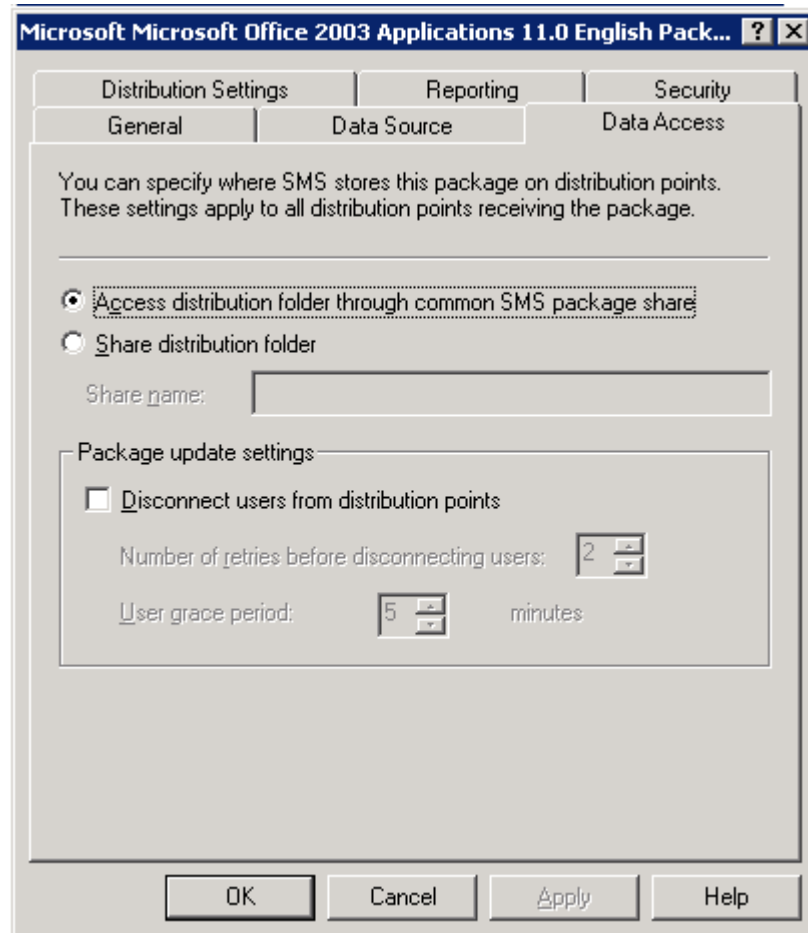 Microsoft Microsoft Office 2003 Applications 11.0 English Pack...
Distribution Settings
Reporting
Security
General
Data Source
Data Access
You can specify where SMS stores this package on distribution points.
These settings apply to all distribution points receiving the package.
Access distribution folder through common SMS package share
Share distribution folder
Share name:
Package update settings
Disconnect users from distribution points
Number of retries before disconnecting users: 2
User grace period: 5 minutes
OK
Cancel
Apply
Help